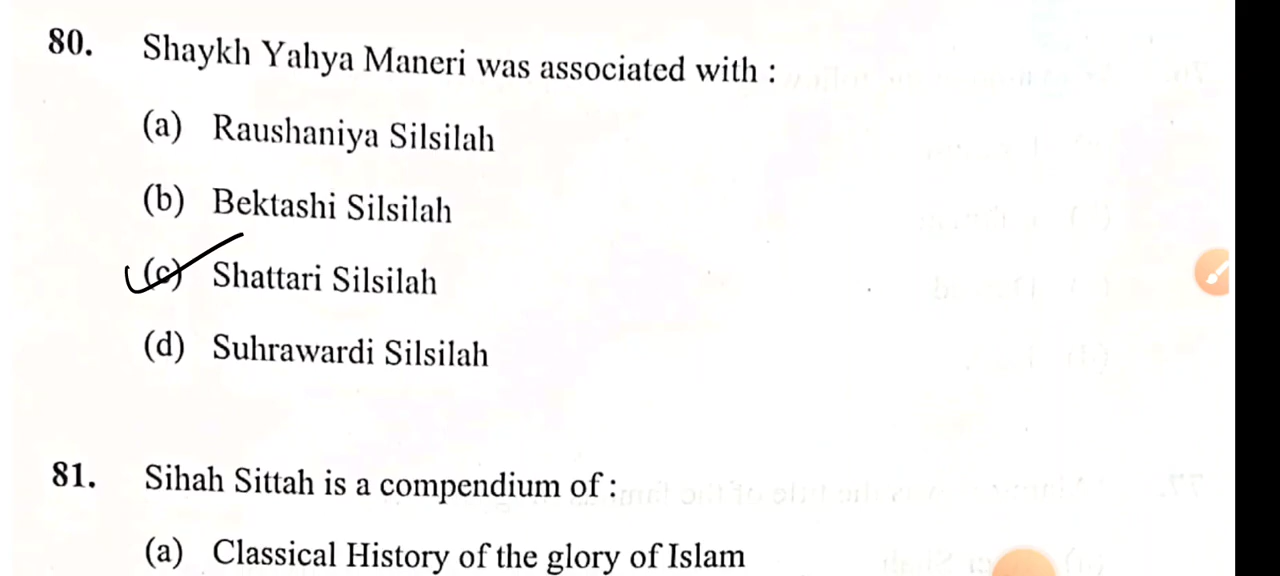 80. Shaykh Yahya Maneri was associated with :
(a) Raushaniya Silsilah
(b) Bektashi Silsilah
(c) Shattari Silsilah
(d) Suhrawardi Silsilah
81. Sihah Sittah is a compendium of :
(a) Classical History of the glory of Islam